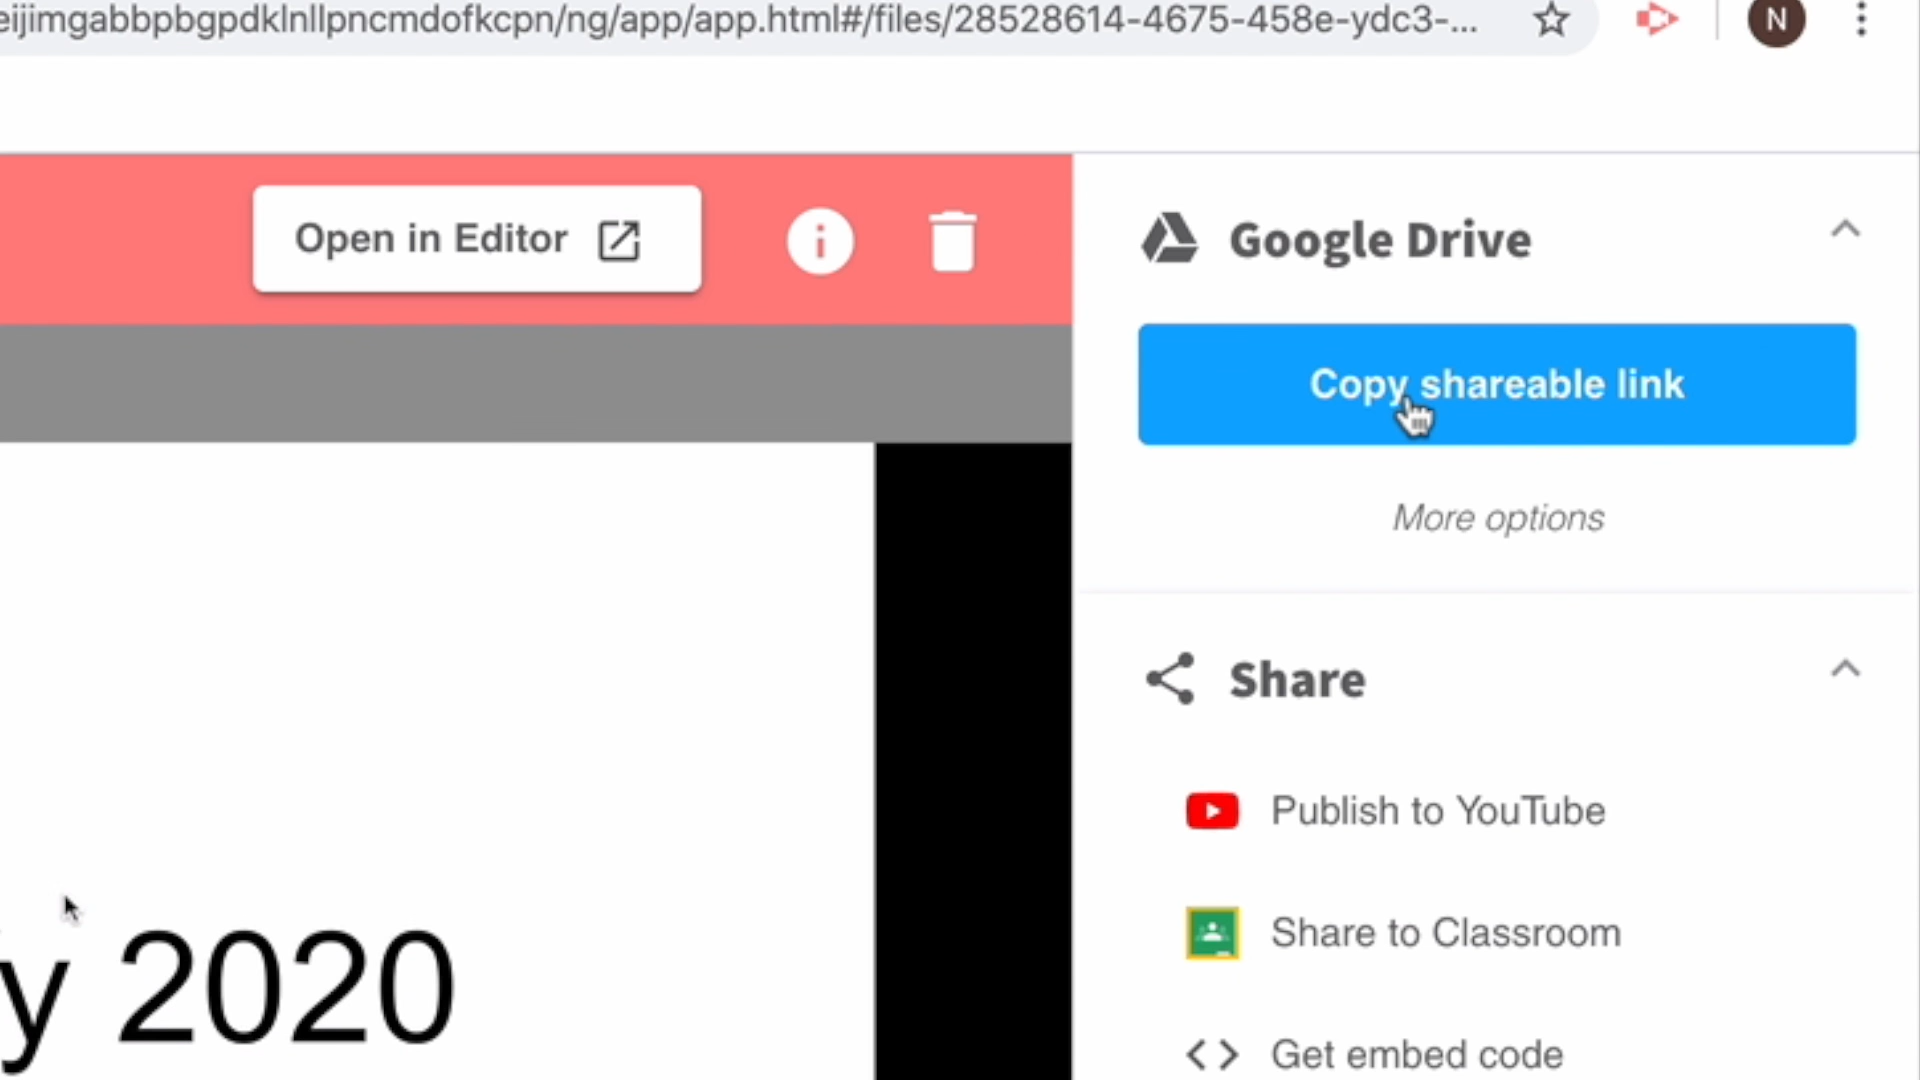 eijimgabbpbgpdklnllpncmdofkcpn/ng/app/app.html#/files/28528614-4675-458e-ydc3-...
N
Open in Editor
i
Google Drive
Copy shareable link
More options
Share
Publish to YouTube
y 2020
Share to Classroom
Get embed code